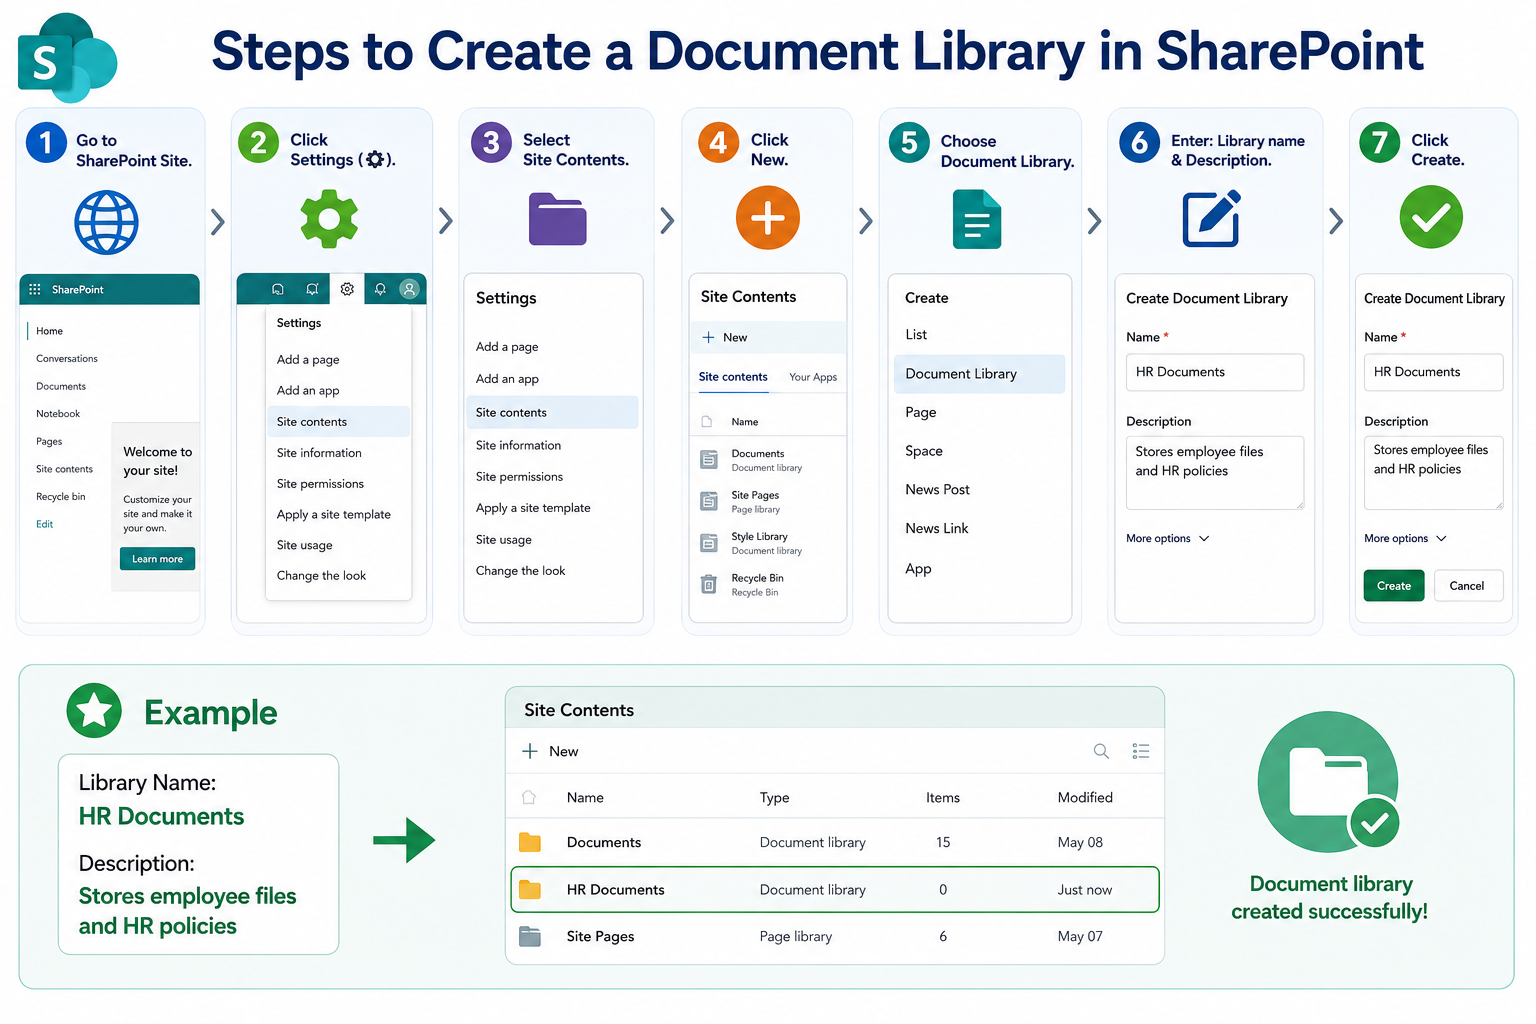 S
Steps to Create a Document Library in SharePoint
1
Go to
SharePoint Site.
SharePoint
Home
Conversations
Documents
Notebook
Pages
Site contents
Recycle bin
Edit
Welcome to
your site!
Customize your
site and make it
your own.
Learn more
2
Click
Settings (⚙).
Settings
Add a page
Add an app
Site contents
Site information
Site permissions
Apply a site template
Site usage
Change the look
3
Select
Site Contents.
Settings
Add a page
Add an app
Site contents
Site information
Site permissions
Apply a site template
Site usage
Change the look
4
Click
New.
Site Contents
+ New
Site contents Your Apps
Name
Documents
Document library
Site Pages
Page library
Style Library
Document library
Recycle Bin
Recycle Bin
5
Choose
Document Library.
Create
List
Document Library
Page
Space
News Post
News Link
App
6
Enter: Library name
& Description.
Create Document Library
Name *
HR Documents
Description
Stores employee files
and HR policies
More options
7
Click
Create.
Create Document Library
Name *
HR Documents
Description
Stores employee files
and HR policies
More options
Create Cancel
Example
Library Name:
HR Documents
Description:
Stores employee files
and HR policies
Site Contents
+ New
Name Type Items Modified
Documents Document library 15 May 08
HR Documents Document library 0 Just now
Site Pages Page library 6 May 07
Document library
created successfully!